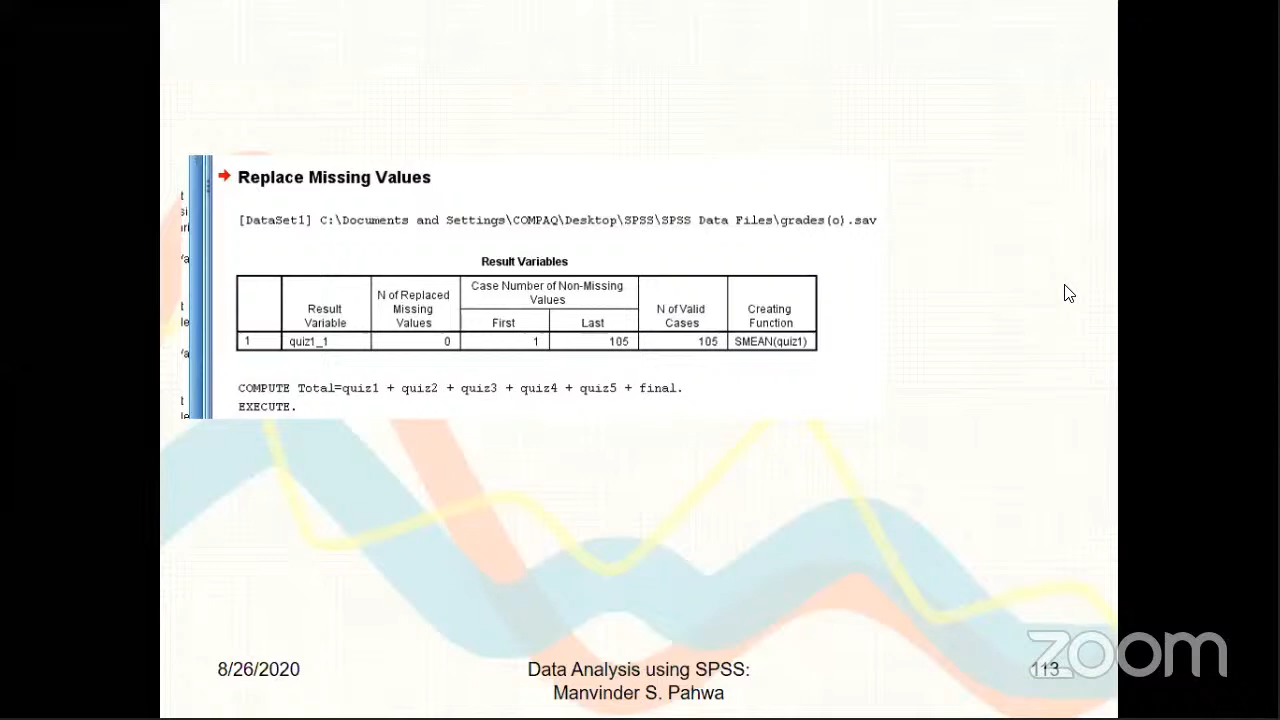 Replace Missing Values
[DataSet1] C:\Documents and Settings\COMPAQ\Desktop\SPSS\SPSS Data Files\grades(o).sav
Result Variables
Result Variable N of Replaced Missing Values Case Number of Non-Missing Values First Last N of Valid Cases Creating Function
1 quiz1_1 0 1 105 105 SMEAN(quiz1)
COMPUTE Total=quiz1 + quiz2 + quiz3 + quiz4 + quiz5 + final.
EXECUTE.
8/26/2020
Data Analysis using SPSS:
Manvinder S. Pahwa
113
zoom